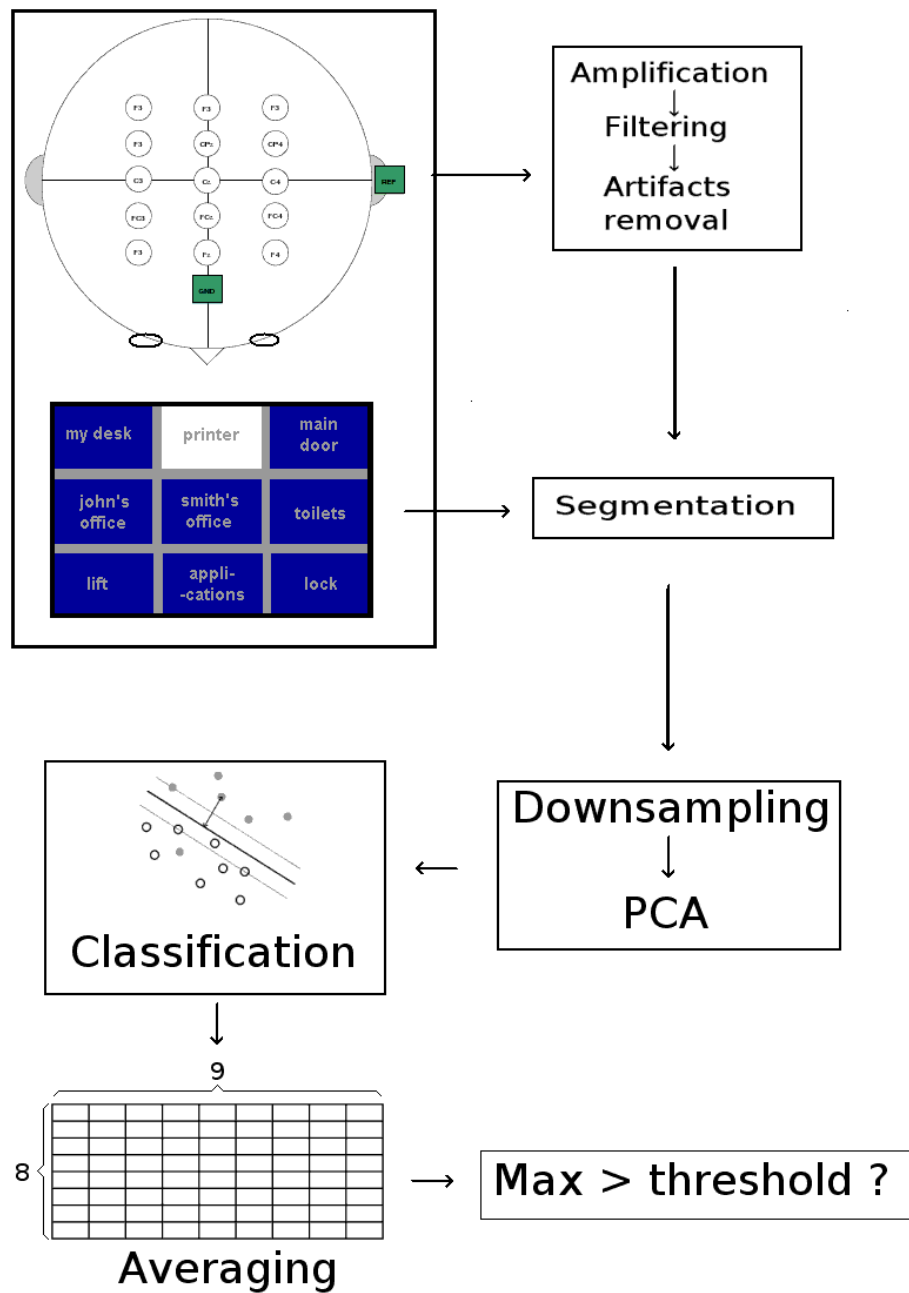 F3 F3 F3
F3 CPz CP4
C3 Cz C4
REF
FC3 FCz FC4
F3 Fz F4
GND
Amplification
Filtering
Artifacts
removal
my desk
printer
main
door
john's
office
smith's
office
toilets
lift
appli-
-cations
lock
Segmentation
Downsampling
PCA
Classification
9
8
Averaging
Max > threshold ?